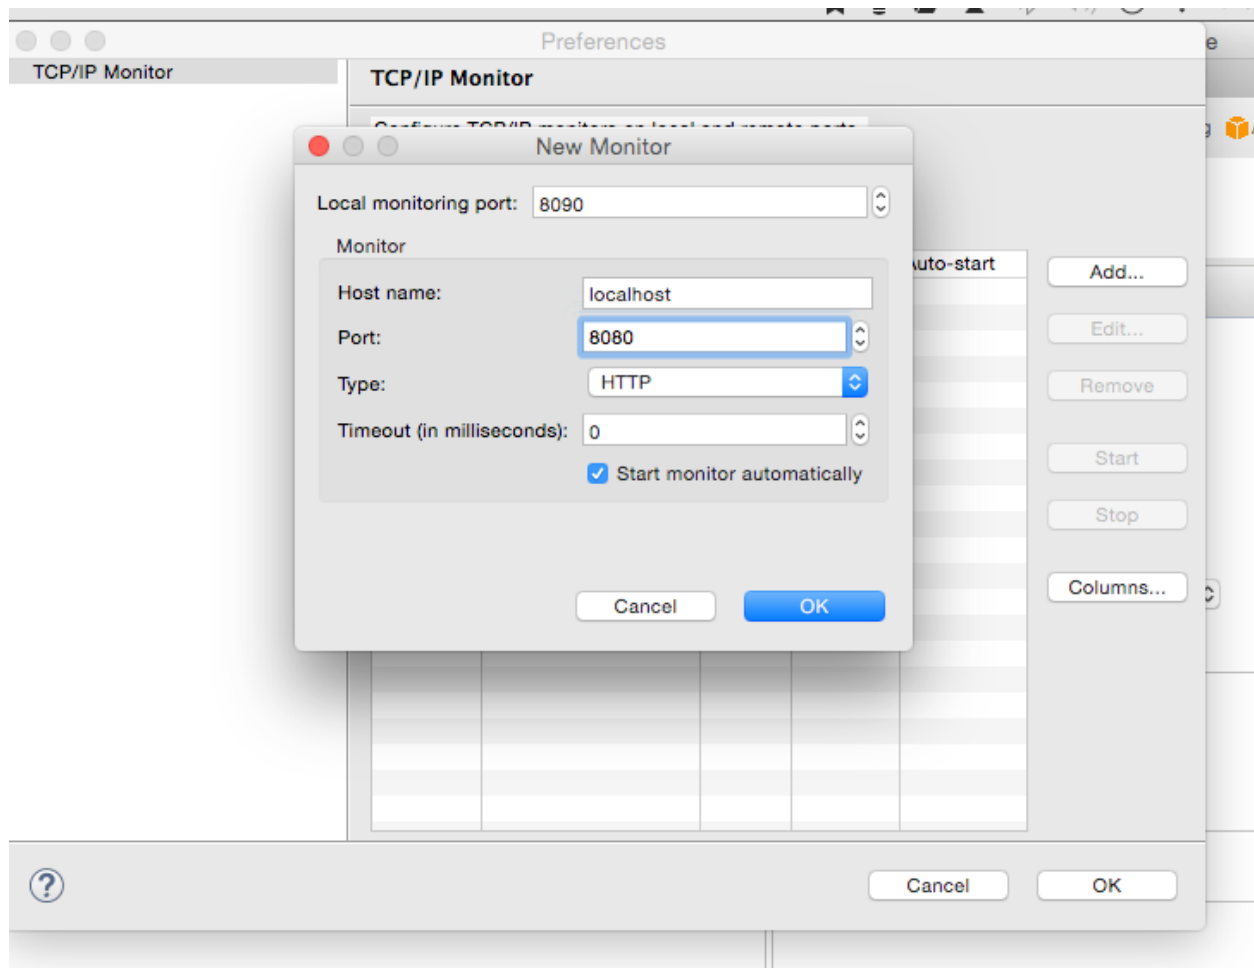 Preferences
TCP/IP Monitor
TCP/IP Monitor
New Monitor
Local monitoring port: 8090
Monitor
Host name: localhost
Port: 8080
Type: HTTP
Timeout (in milliseconds): 0
Start monitor automatically
Cancel OK
Auto-start
Add...
Edit...
Remove
Start
Stop
Columns...
?
Cancel OK